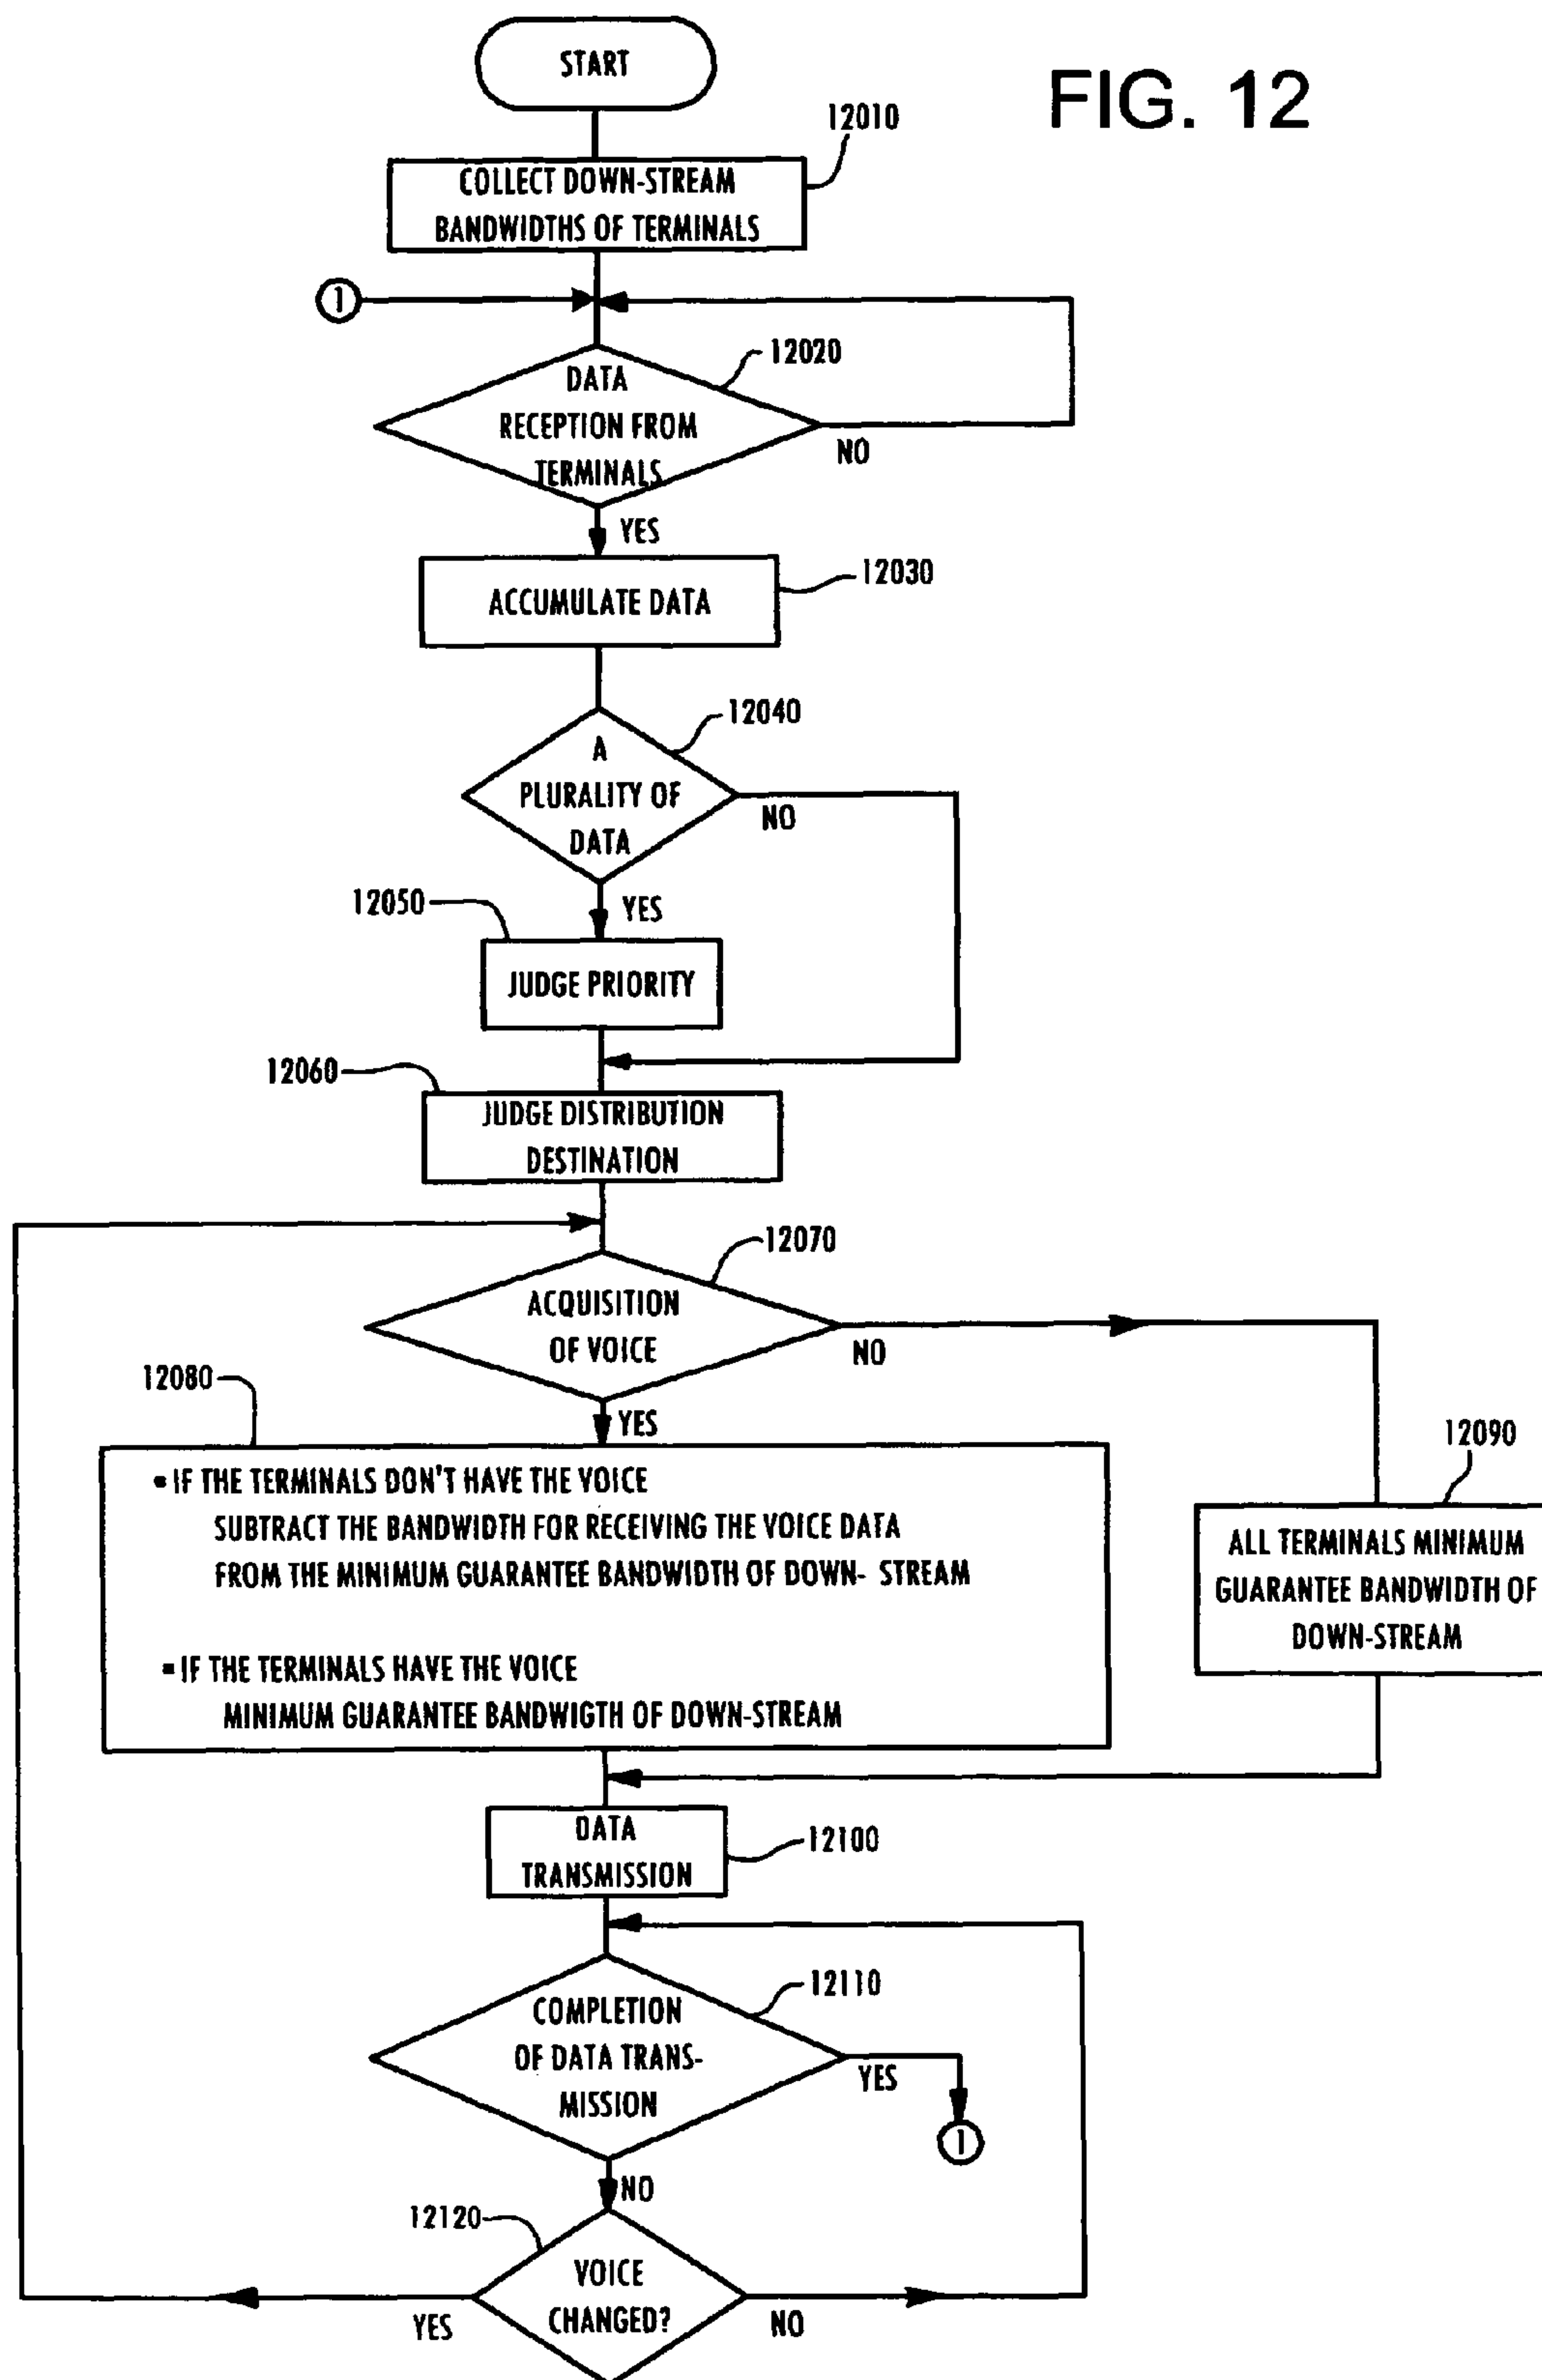 START
FIG. 12
12010
COLLECT DOWN-STREAM
BANDWIDTHS OF TERMINALS
1
12020
DATA
RECEPTION FROM
TERMINALS
NO
YES
12030
ACCUMULATE DATA
12040
A
PLURALITY OF
DATA
NO
YES
12050
JUDGE PRIORITY
12060
JUDGE DISTRIBUTION
DESTINATION
12070
ACQUISITION
OF VOICE
NO
YES
12080
▪ IF THE TERMINALS DON'T HAVE THE VOICE
SUBTRACT THE BANDWIDTH FOR RECEIVING THE VOICE DATA
FROM THE MINIMUM GUARANTEE BANDWIDTH OF DOWN- STREAM
▪ IF THE TERMINALS HAVE THE VOICE
MINIMUM GUARANTEE BANDWIGTH OF DOWN-STREAM
12090
ALL TERMINALS MINIMUM
GUARANTEE BANDWIDTH OF
DOWN-STREAM
DATA
TRANSMISSION
12100
12110
COMPLETION
OF DATA TRANS-
MISSION
YES
1
NO
12120
VOICE
CHANGED?
YES
NO